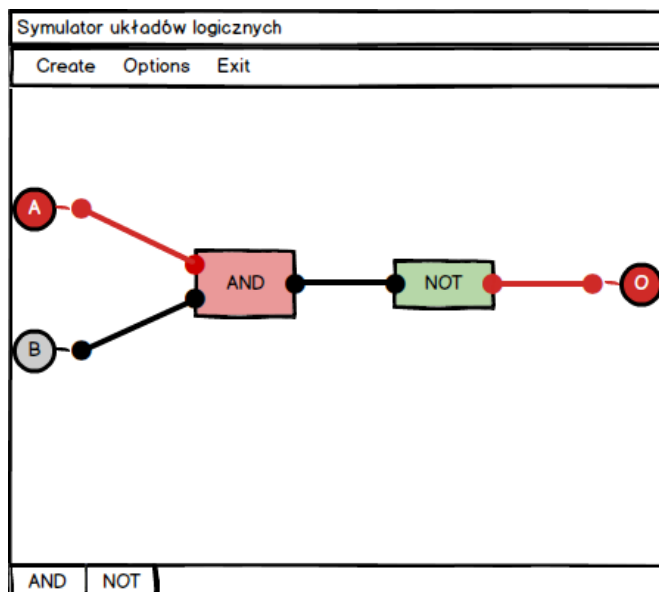 Symulator układów logicznych
Create Options Exit
A
AND NOT O
B
AND NOT